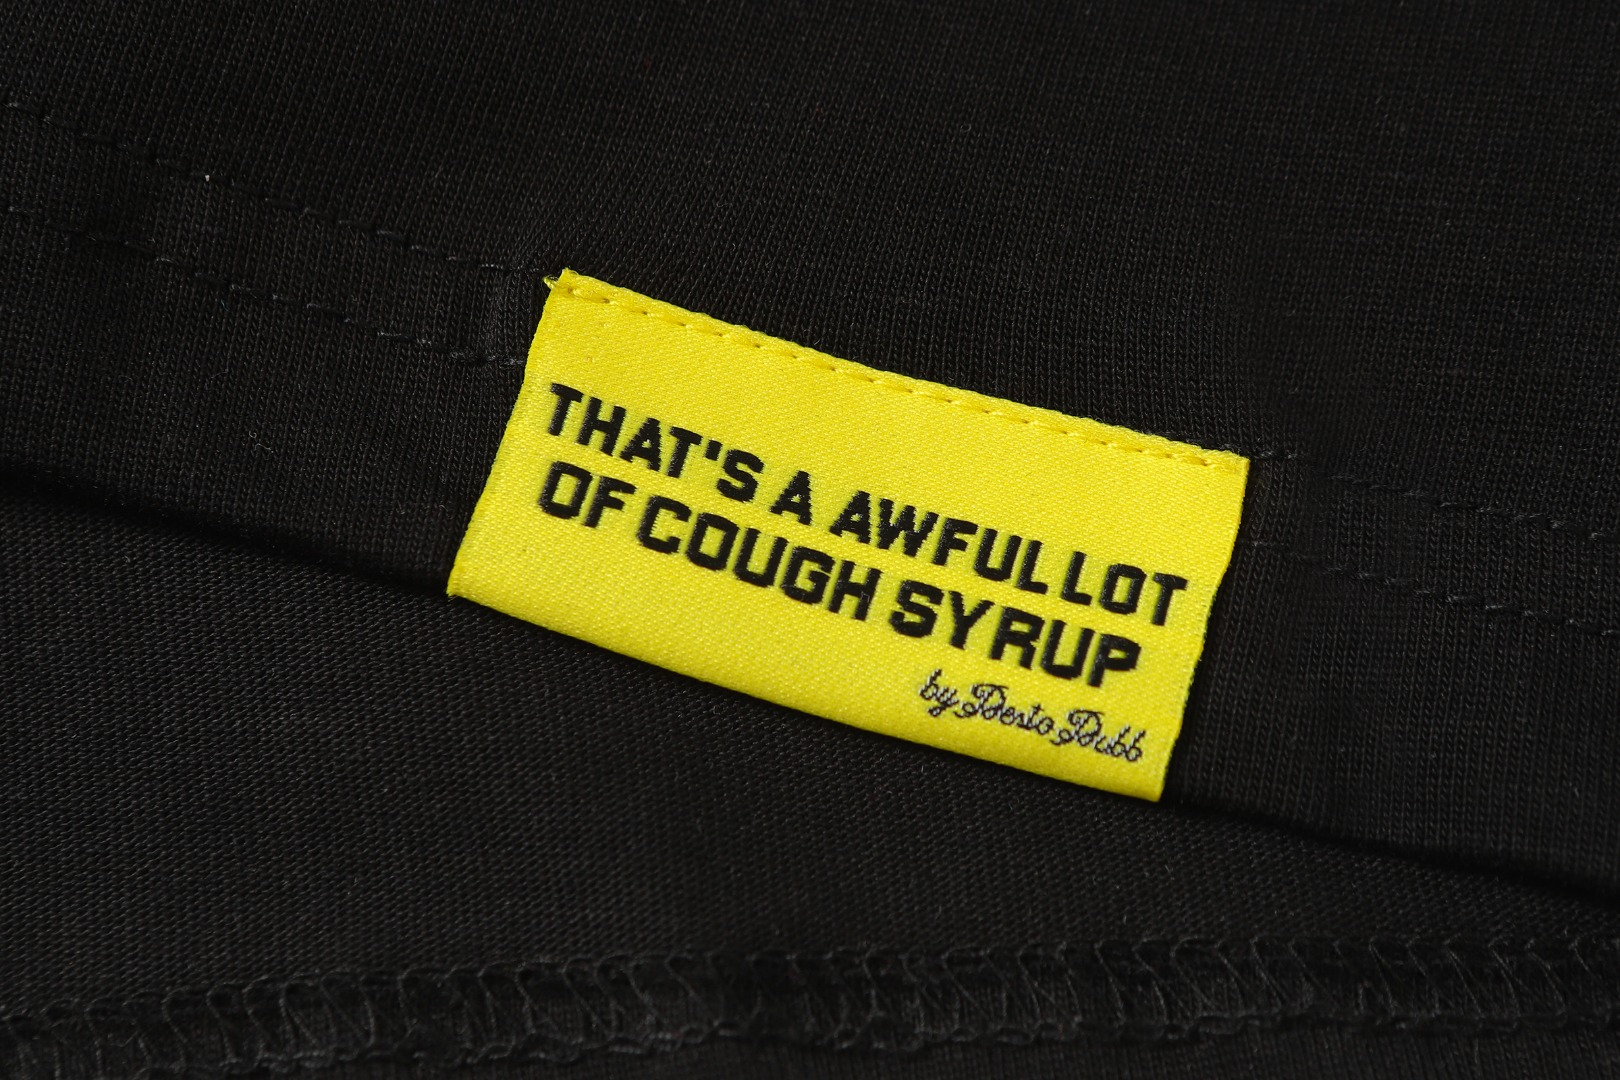 THAT'S A AWFUL LOT
OF COUGH SYRUP
by Desto Dubb